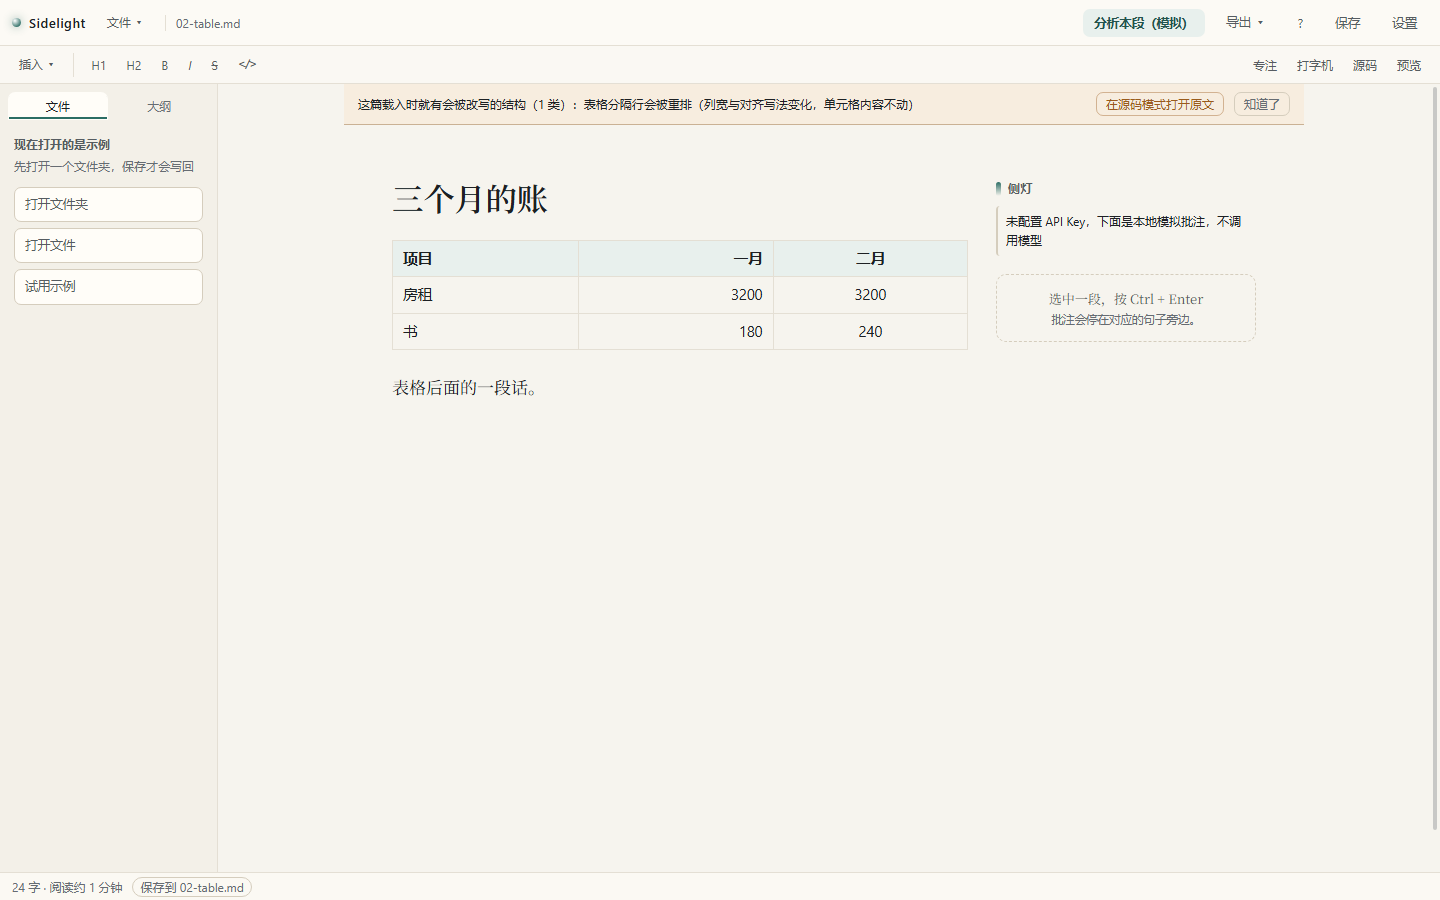 Sidelight 文件 ▾ 02-table.md 分析本段（模拟） 导出 ▾ ? 保存 设置
插入 ▾ H1 H2 B I S </> 专注 打字机 源码 预览
文件 大纲
现在打开的是示例
先打开一个文件夹，保存才会写回
打开文件夹
打开文件
试用示例
这篇载入时就有会被改写的结构（1 类）：表格分隔行会被重排（列宽与对齐写法变化，单元格内容不动） 在源码模式打开原文 知道了
三个月的账
项目 一月 二月
房租 3200 3200
书 180 240
表格后面的一段话。
侧灯
未配置 API Key，下面是本地模拟批注，不调
用模型
选中一段，按 Ctrl + Enter
批注会停在对应的句子旁边。
24 字 · 阅读约 1 分钟 保存到 02-table.md